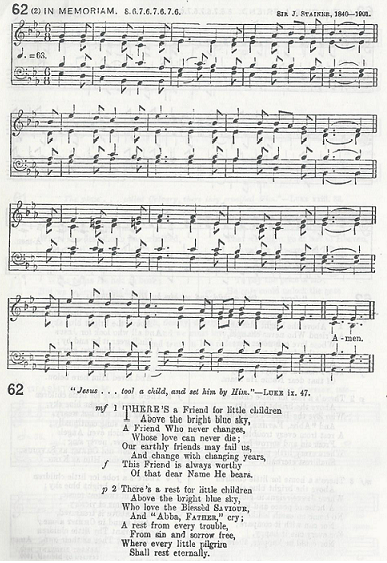 62 (2) IN MEMORIAM. 8.6.7.6.7.6.7.6. SIR J. STAINER, 1840—1901.
♩. = 63.
A - men.
62
"Jesus . . . took a child, and set him by Him."—LUKE ix. 47.
mf 1 THERE'S a Friend for little children
Above the bright blue sky,
A Friend Who never changes,
Whose love can never die;
Our earthly friends may fail us,
And change with changing years,
f This Friend is always worthy
Of that dear Name He bears.
p 2 There's a rest for little children
Above the bright blue sky,
Who love the Blessèd SAVIOUR,
And "Abba, FATHER," cry;
A rest from every trouble,
From sin and sorrow free,
Where every little pilgrim
Shall rest eternally.